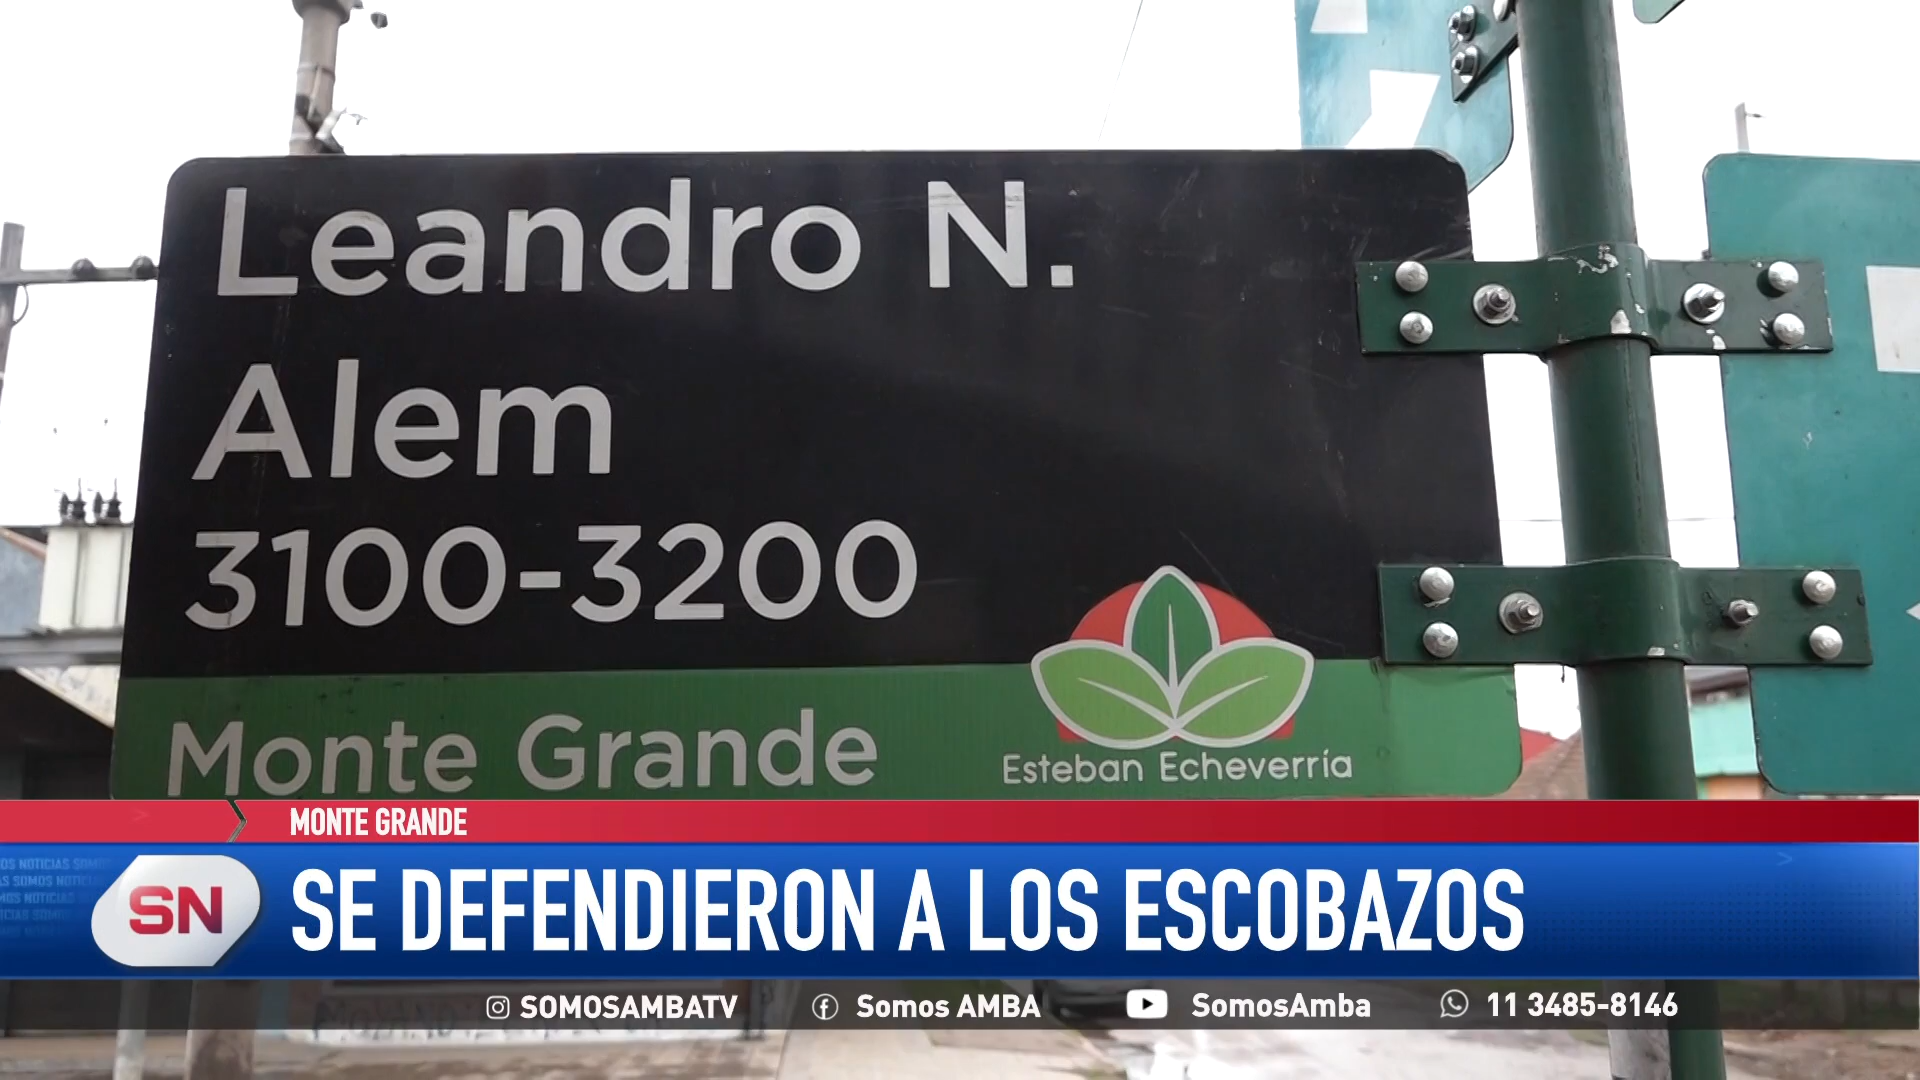 Leandro N.
Alem
3100-3200
Monte Grande
Esteban Echeverría
MONTE GRANDE
SN
SE DEFENDIERON A LOS ESCOBAZOS
SOMOSAMBATV
Somos AMBA
SomosAmba
11 3485-8146